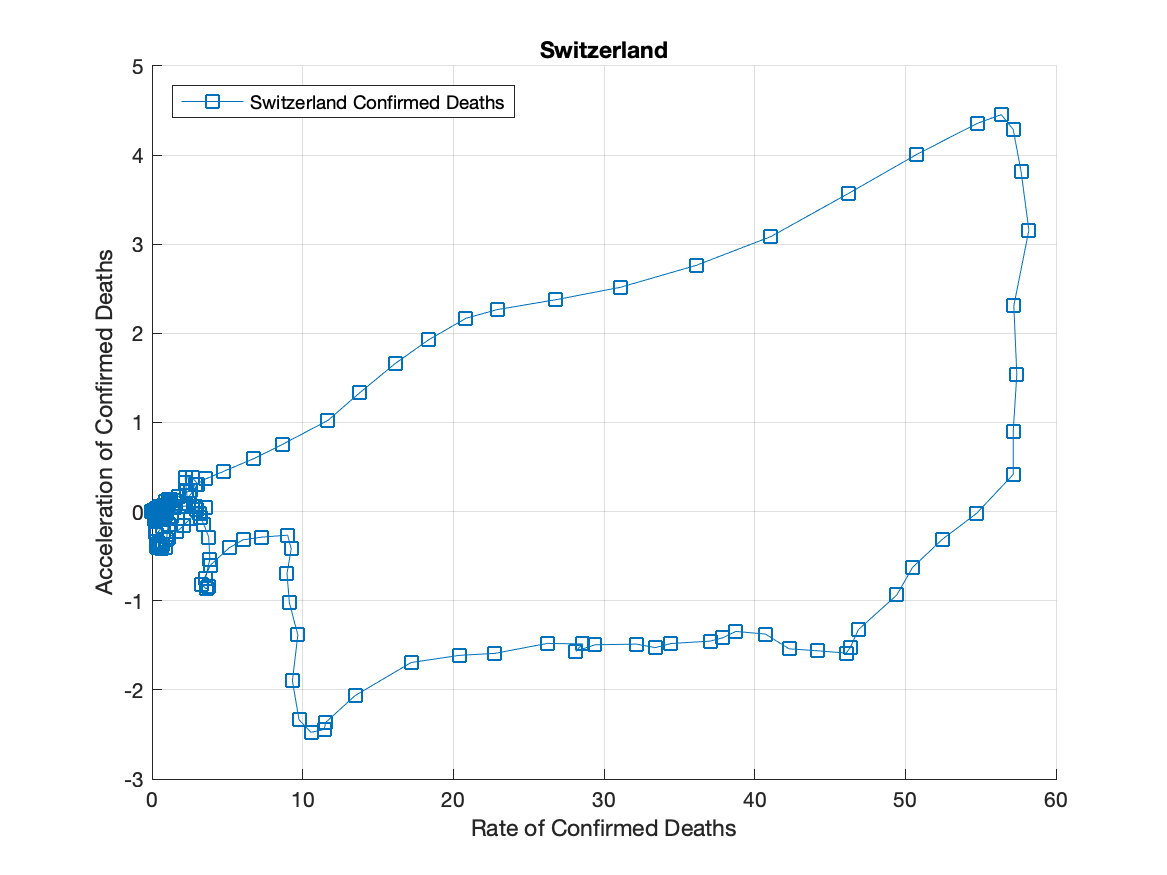 Switzerland
Switzerland Confirmed Deaths
5
4
3
2
1
0
-1
-2
-3
Acceleration of Confirmed Deaths
0 10 20 30 40 50 60
Rate of Confirmed Deaths